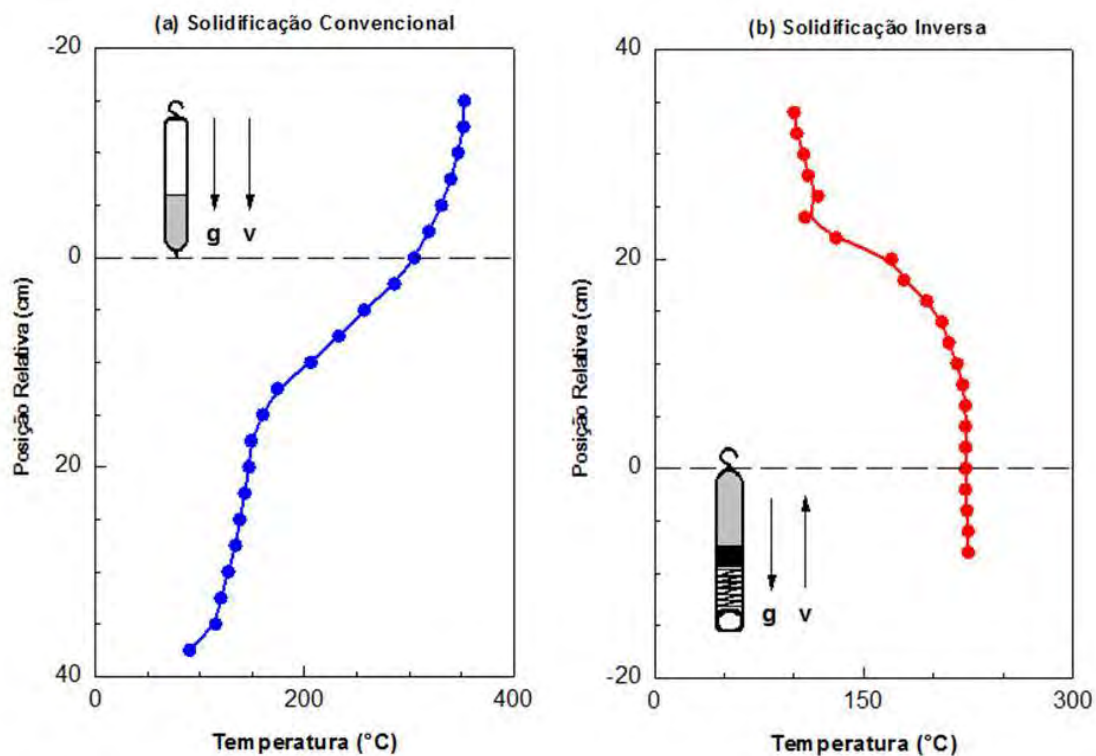 (a) Solidificação Convencional
-20
0
20
40
Posição Relativa (cm)
g v
0 200 400
Temperatura (°C)
(b) Solidificação Inversa
40
20
0
-20
Posição Relativa (cm)
g v
0 150 300
Temperatura (°C)